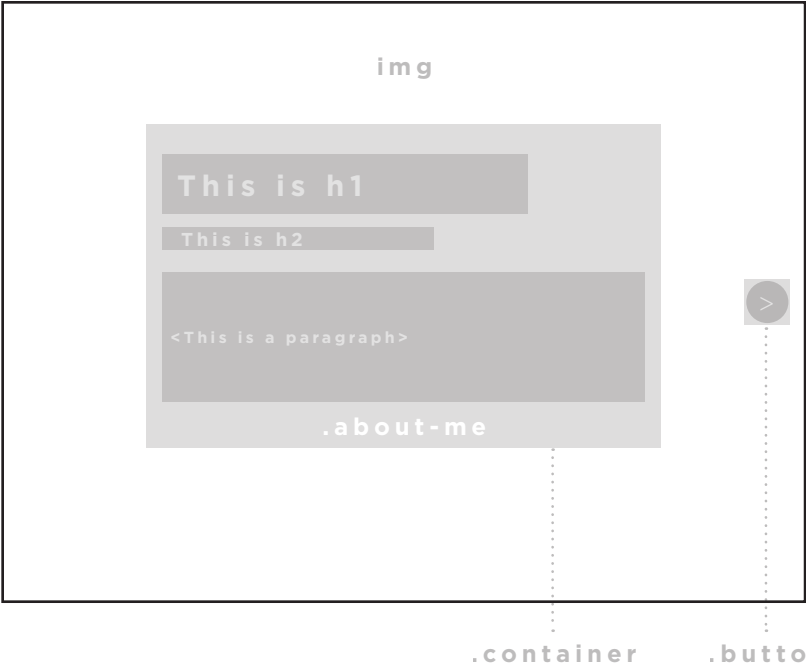 img
This is h1
This is h2
>
<This is a paragraph>
.about-me
.container .butto